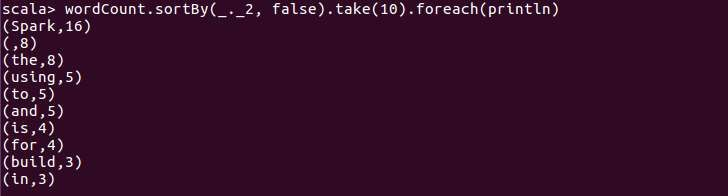 scala> wordCount.sortBy(_._2, false).take(10).foreach(println)
(Spark,16)
(,8)
(the,8)
(using,5)
(to,5)
(and,5)
(is,4)
(for,4)
(build,3)
(in,3)